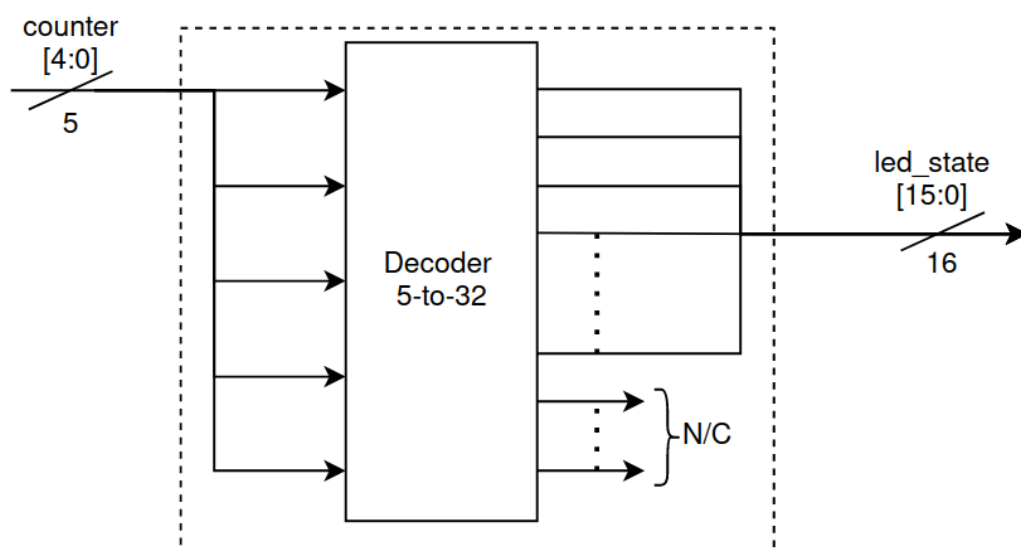 counter
[4:0]
5
Decoder
5-to-32
N/C
led_state
[15:0]
16